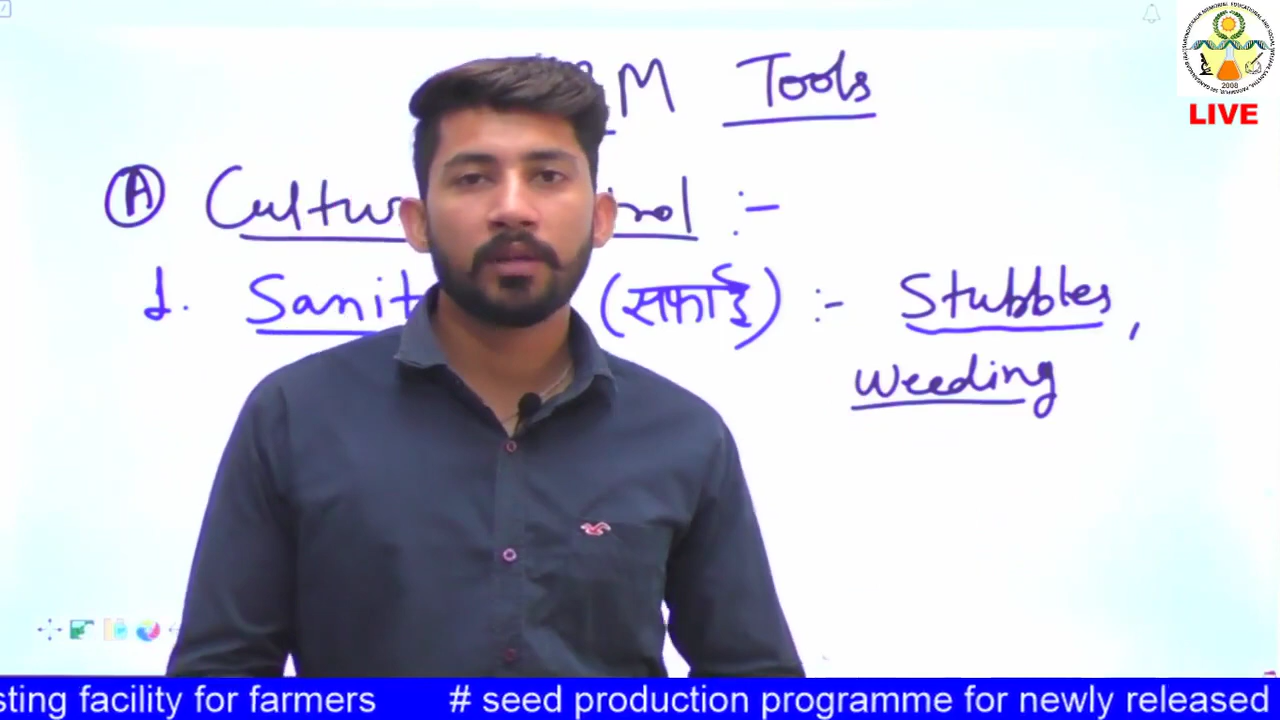 M Tools
LIVE
A Cultur rol :-
1. Sanit (सफाई) :- Stubbles,
Weeding
2008
sting facility for farmers # seed production programme for newly released